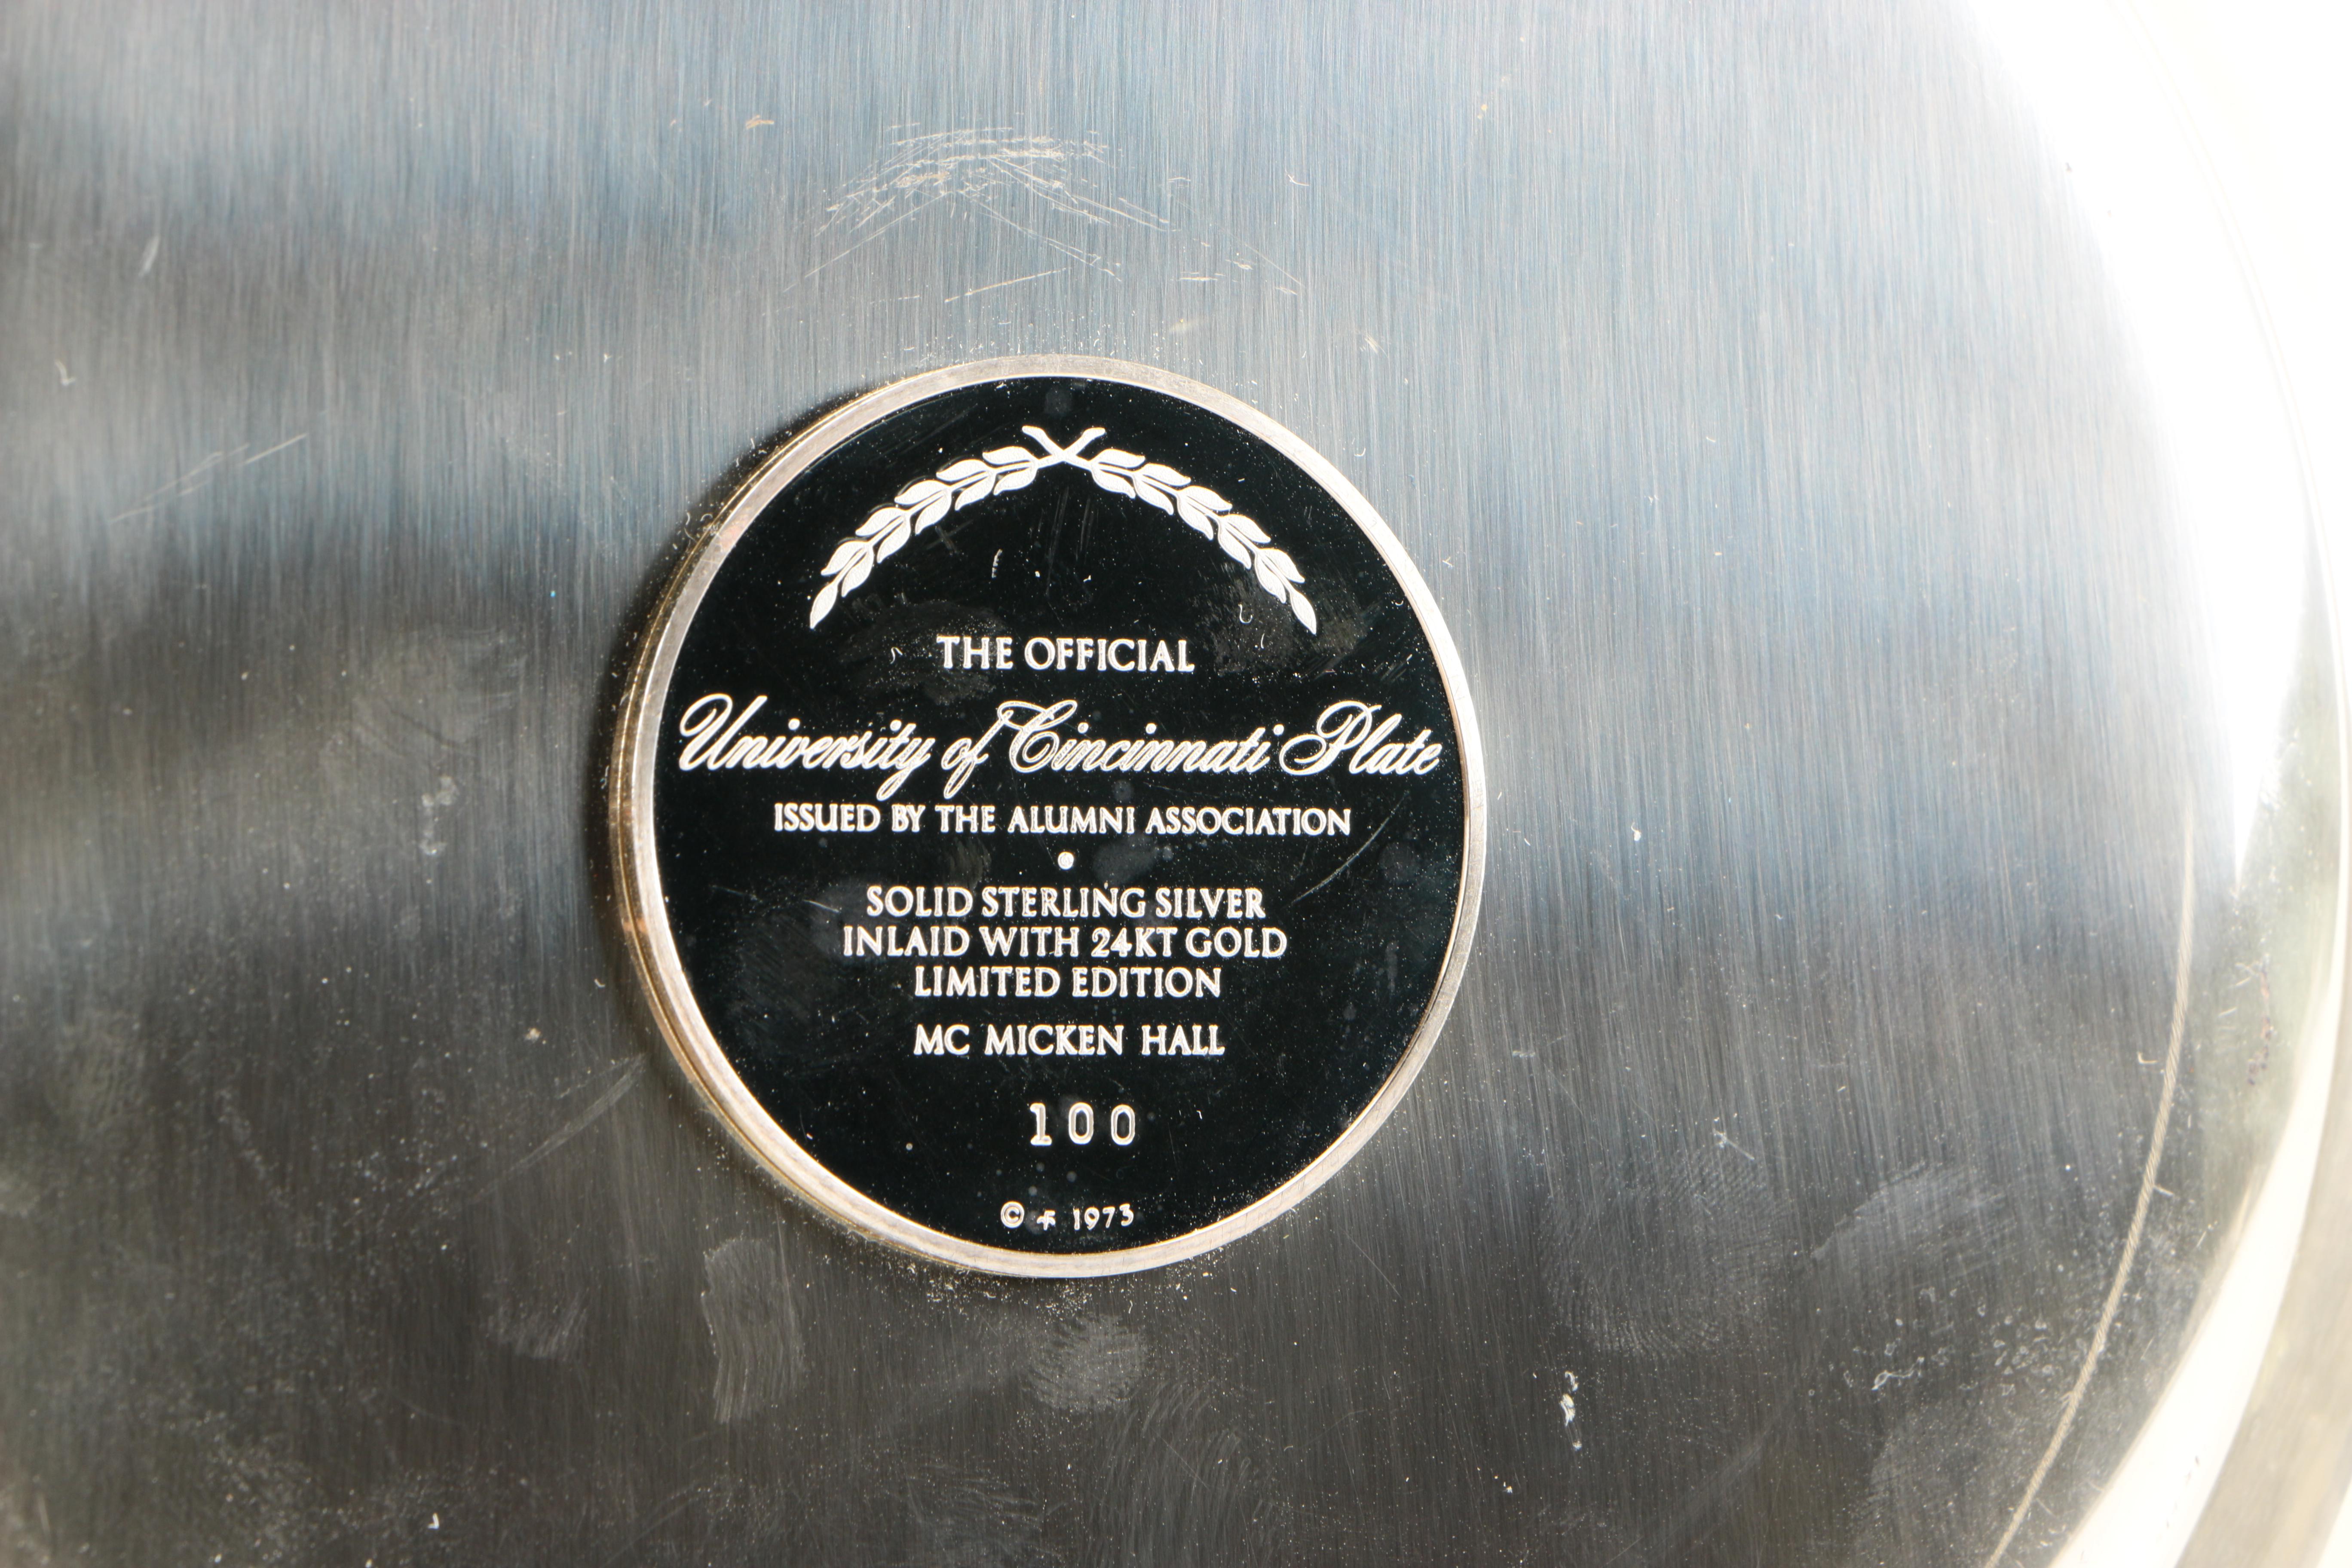 THE OFFICIAL
University of Cincinnati Plate
ISSUED BY THE ALUMNI ASSOCIATION
•
SOLID STERLING SILVER
INLAID WITH 24KT GOLD
LIMITED EDITION
MC MICKEN HALL
100
© F 1973